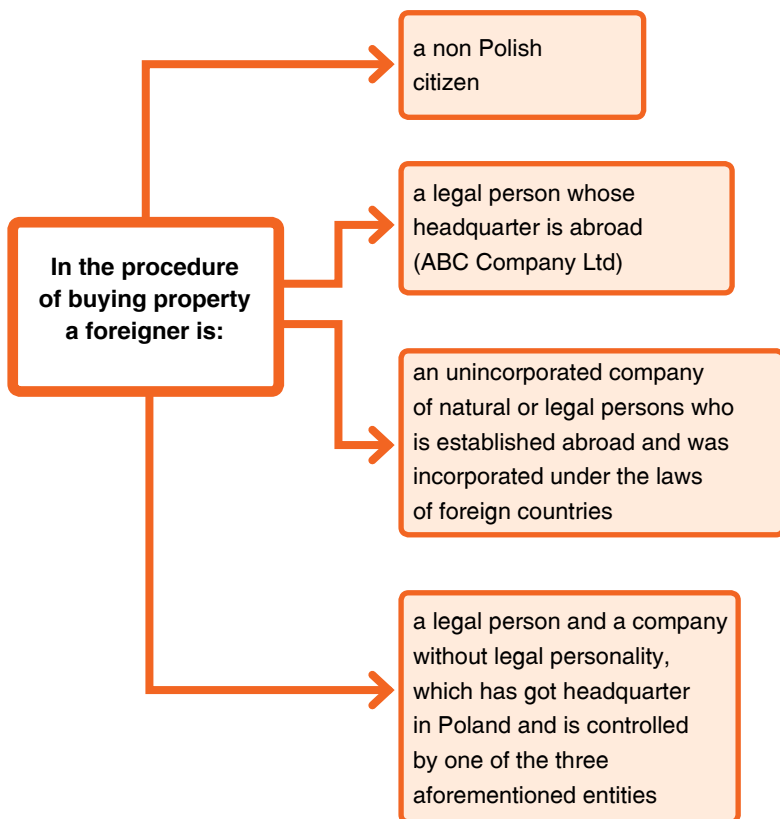 a non Polish
citizen
a legal person whose
headquarter is abroad
(ABC Company Ltd)
In the procedure
of buying property
a foreigner is:
an unincorporated company
of natural or legal persons who
is established abroad and was
incorporated under the laws
of foreign countries
a legal person and a company
without legal personality,
which has got headquarter
in Poland and is controlled
by one of the three
aforementioned entities